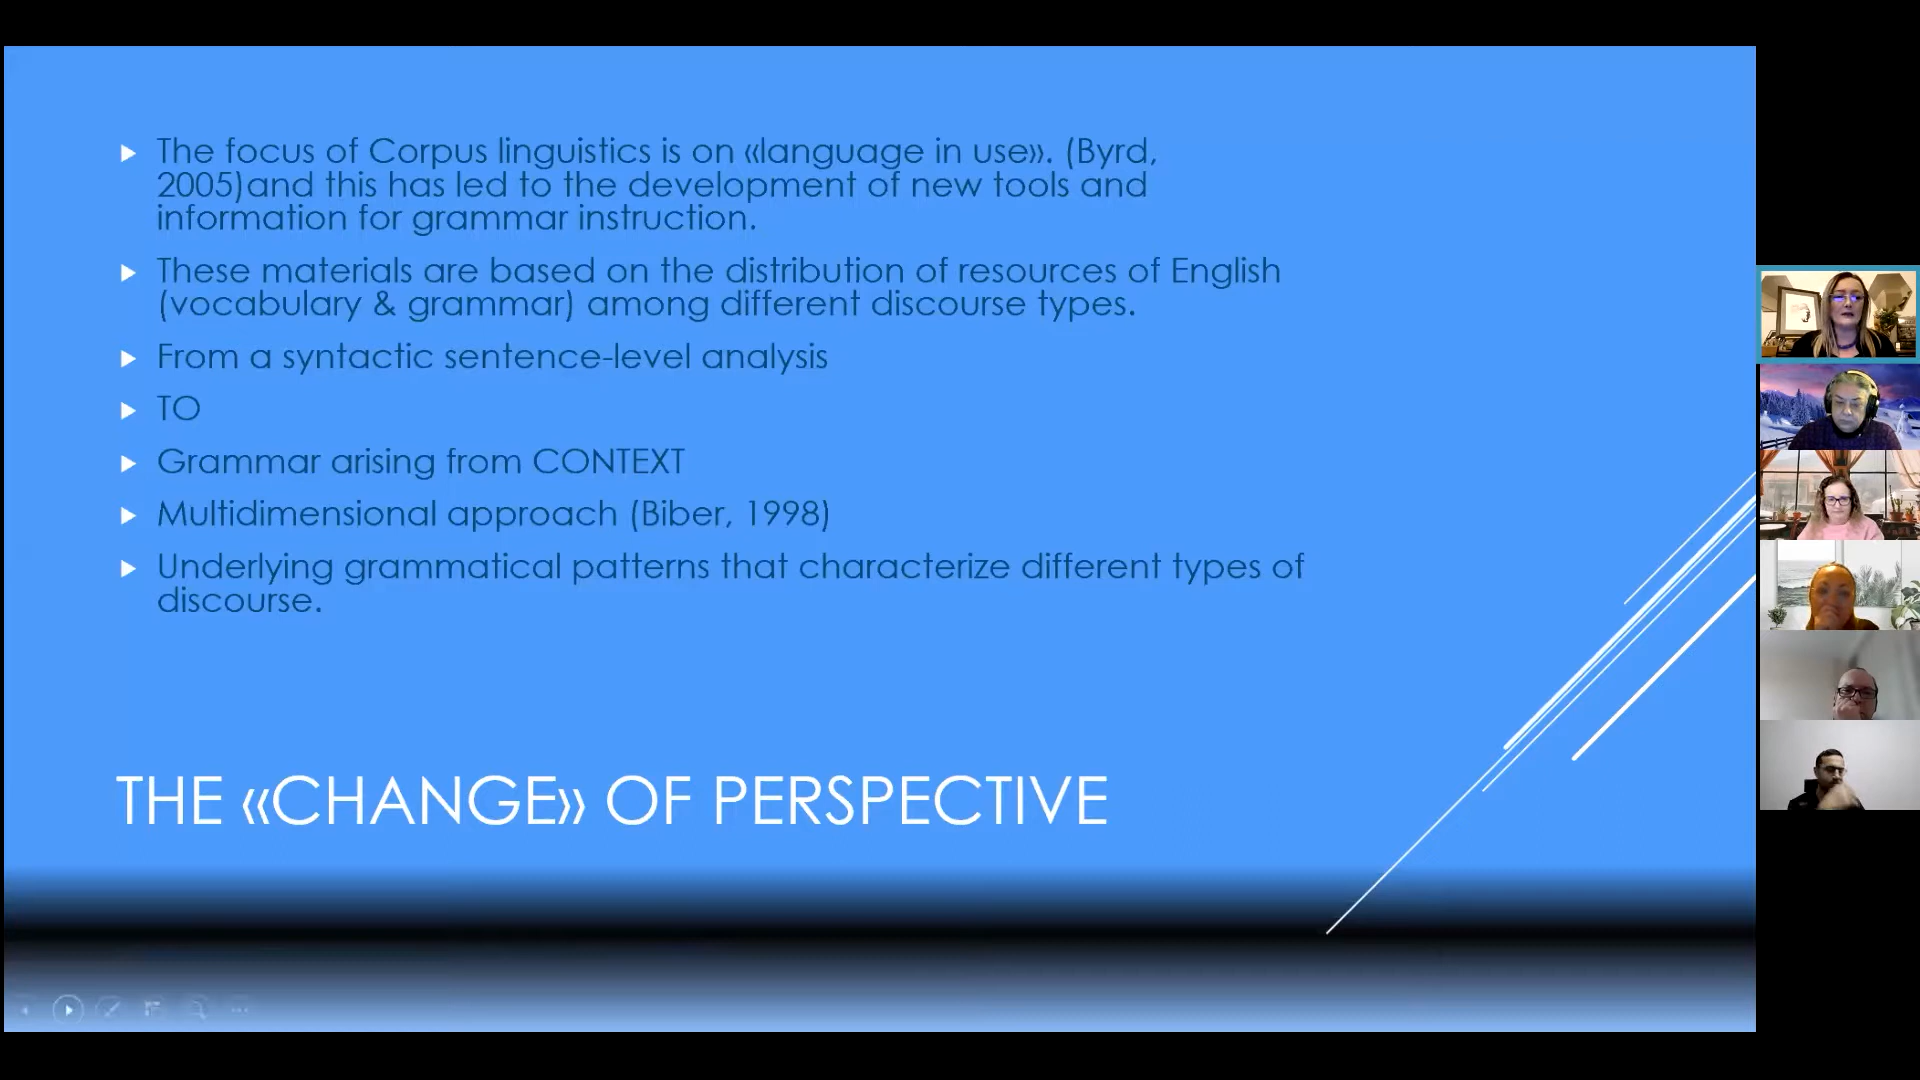 The focus of Corpus linguistics is on «language in use». (Byrd,
2005)and this has led to the development of new tools and
information for grammar instruction.
These materials are based on the distribution of resources of English
(vocabulary & grammar) among different discourse types.
From a syntactic sentence-level analysis
TO
Grammar arising from CONTEXT
Multidimensional approach (Biber, 1998)
Underlying grammatical patterns that characterize different types of
discourse.
THE «CHANGE» OF PERSPECTIVE